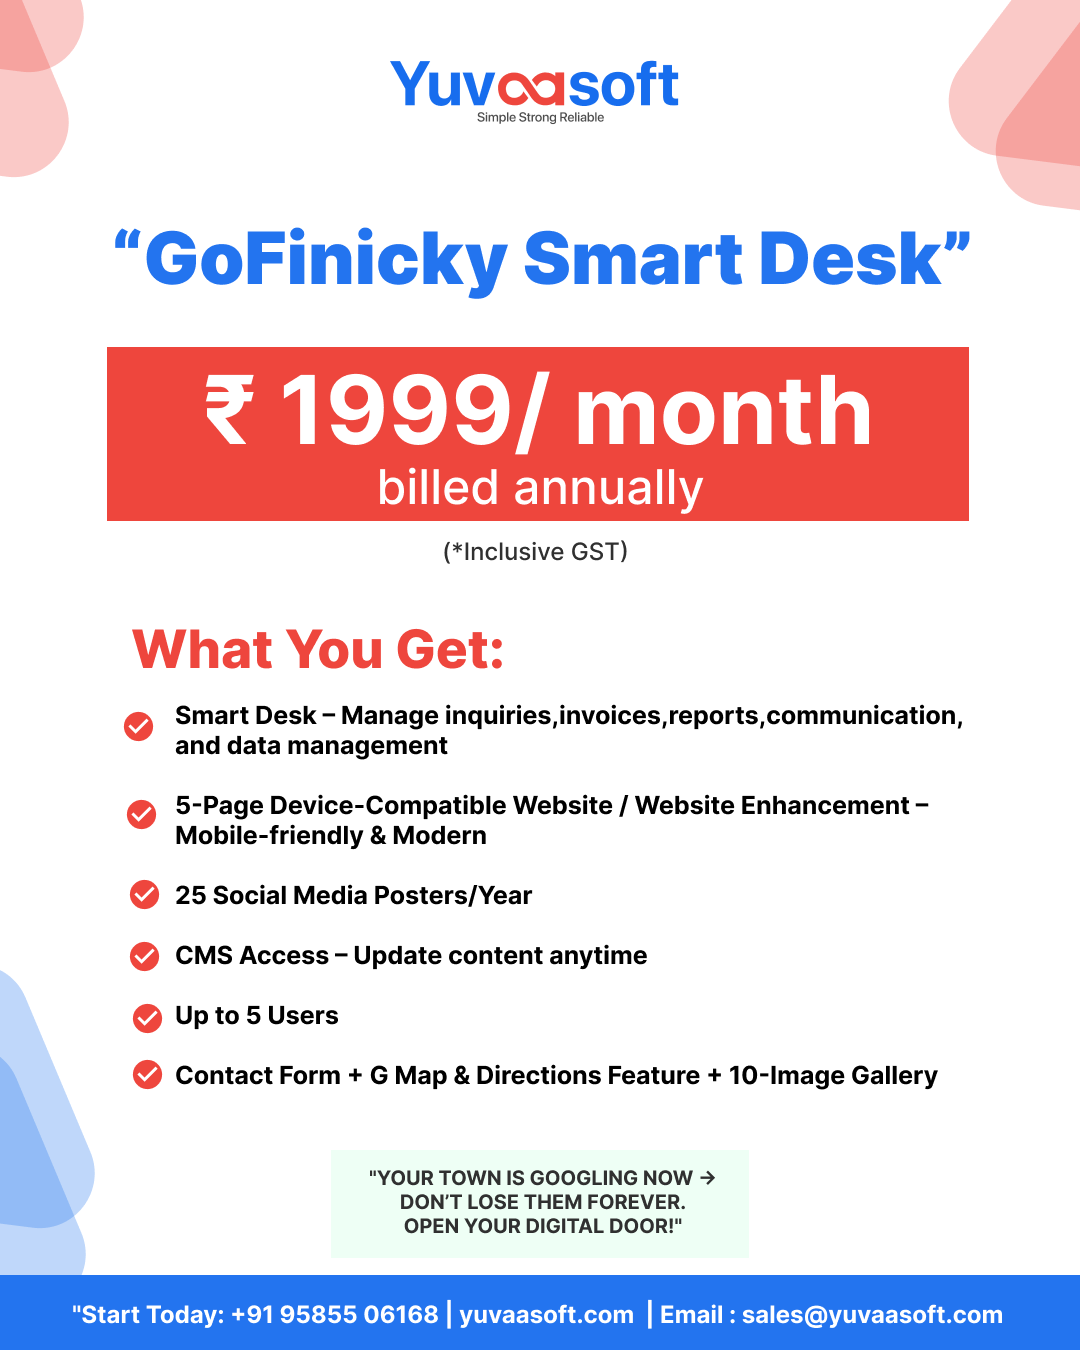 Yuvaasoft
Simple Strong Reliable
“GoFinicky Smart Desk”
₹ 1999/ month
billed annually
(*Inclusive GST)
What You Get:
Smart Desk – Manage inquiries,invoices,reports,communication,
and data management
5-Page Device-Compatible Website / Website Enhancement –
Mobile-friendly & Modern
25 Social Media Posters/Year
CMS Access – Update content anytime
Up to 5 Users
Contact Form + G Map & Directions Feature + 10-Image Gallery
"YOUR TOWN IS GOOGLING NOW →
DON’T LOSE THEM FOREVER.
OPEN YOUR DIGITAL DOOR!"
"Start Today: +91 95855 06168 | yuvaasoft.com | Email : sales@yuvaasoft.com